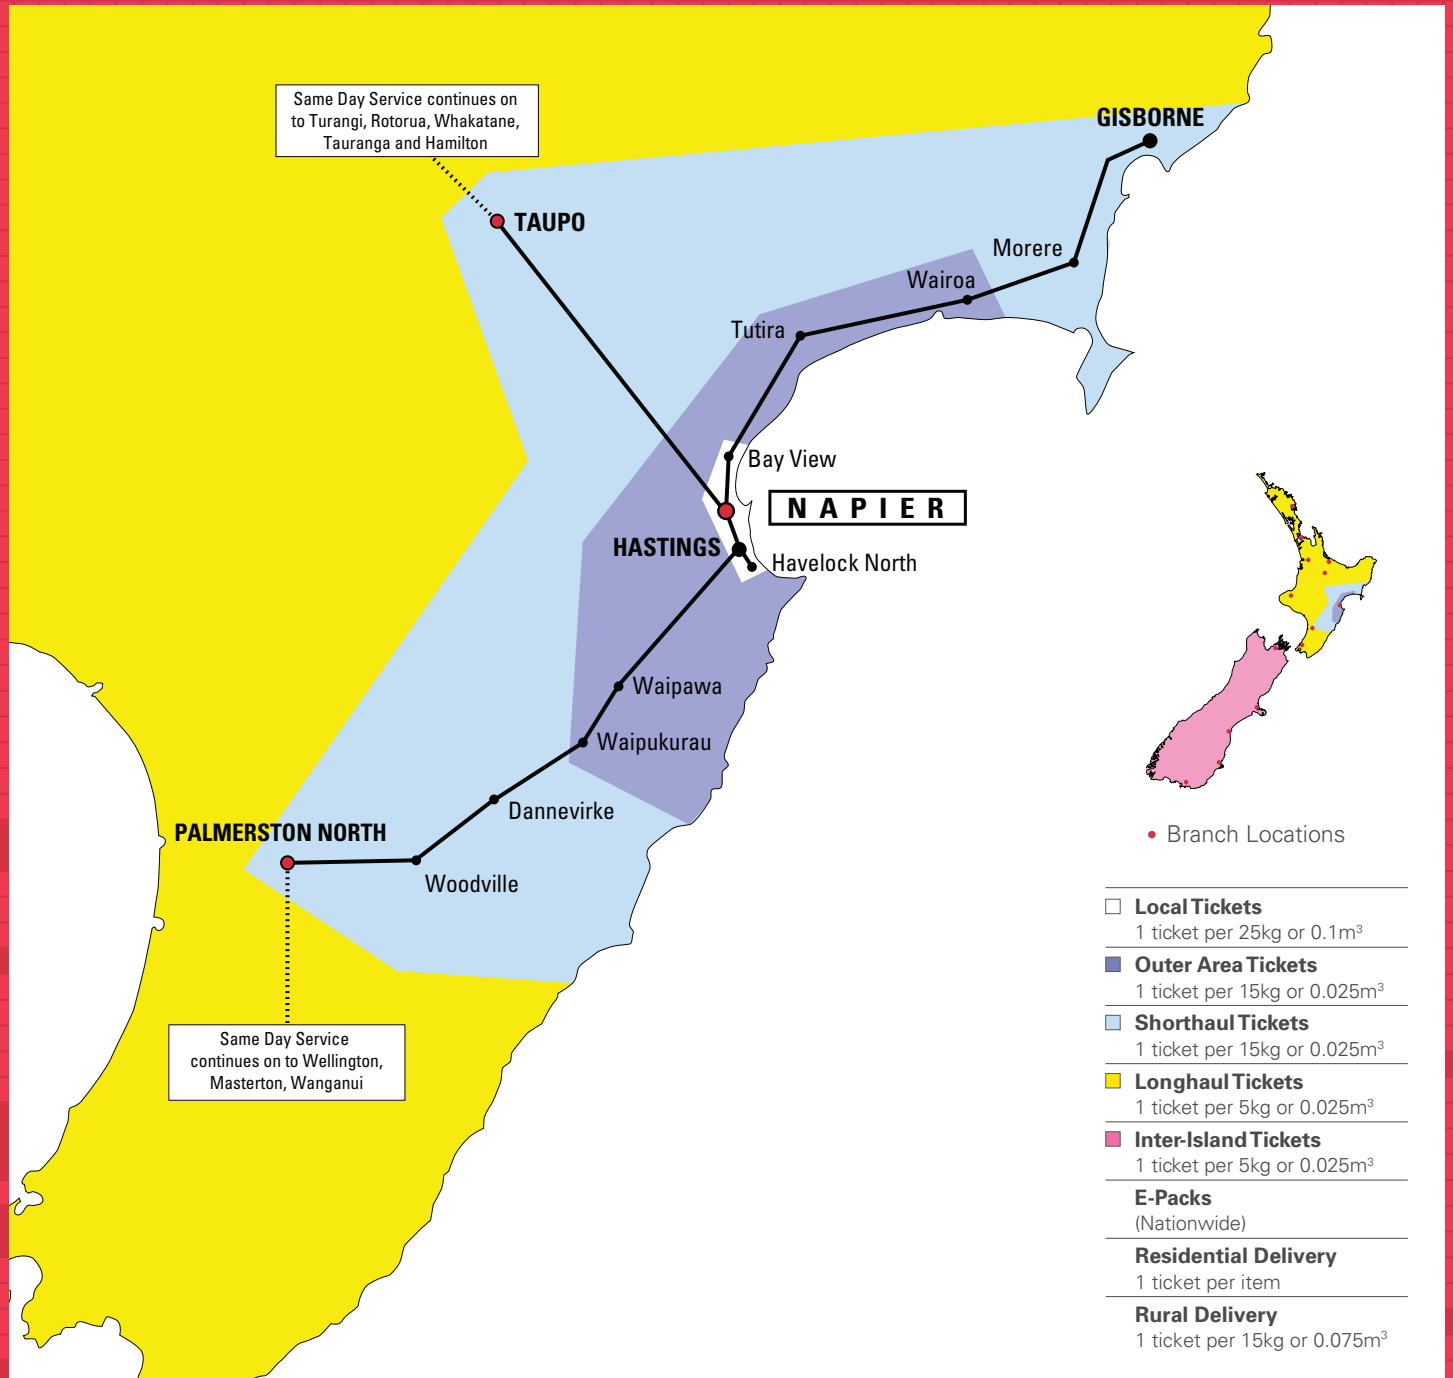 Same Day Service continues on
to Turangi, Rotorua, Whakatane,
Tauranga and Hamilton
GISBORNE
TAUPO
Morere
Wairoa
Tutira
Bay View
NAPIER
HASTINGS
Havelock North
Waipawa
Waipukurau
Dannevirke
PALMERSTON NORTH
Woodville
Same Day Service
continues on to Wellington,
Masterton, Wanganui
Branch Locations
Local Tickets
1 ticket per 25kg or 0.1m³
Outer Area Tickets
1 ticket per 15kg or 0.025m³
Shorthaul Tickets
1 ticket per 15kg or 0.025m³
Longhaul Tickets
1 ticket per 5kg or 0.025m³
Inter-Island Tickets
1 ticket per 5kg or 0.025m³
E-Packs
(Nationwide)
Residential Delivery
1 ticket per item
Rural Delivery
1 ticket per 15kg or 0.075m³